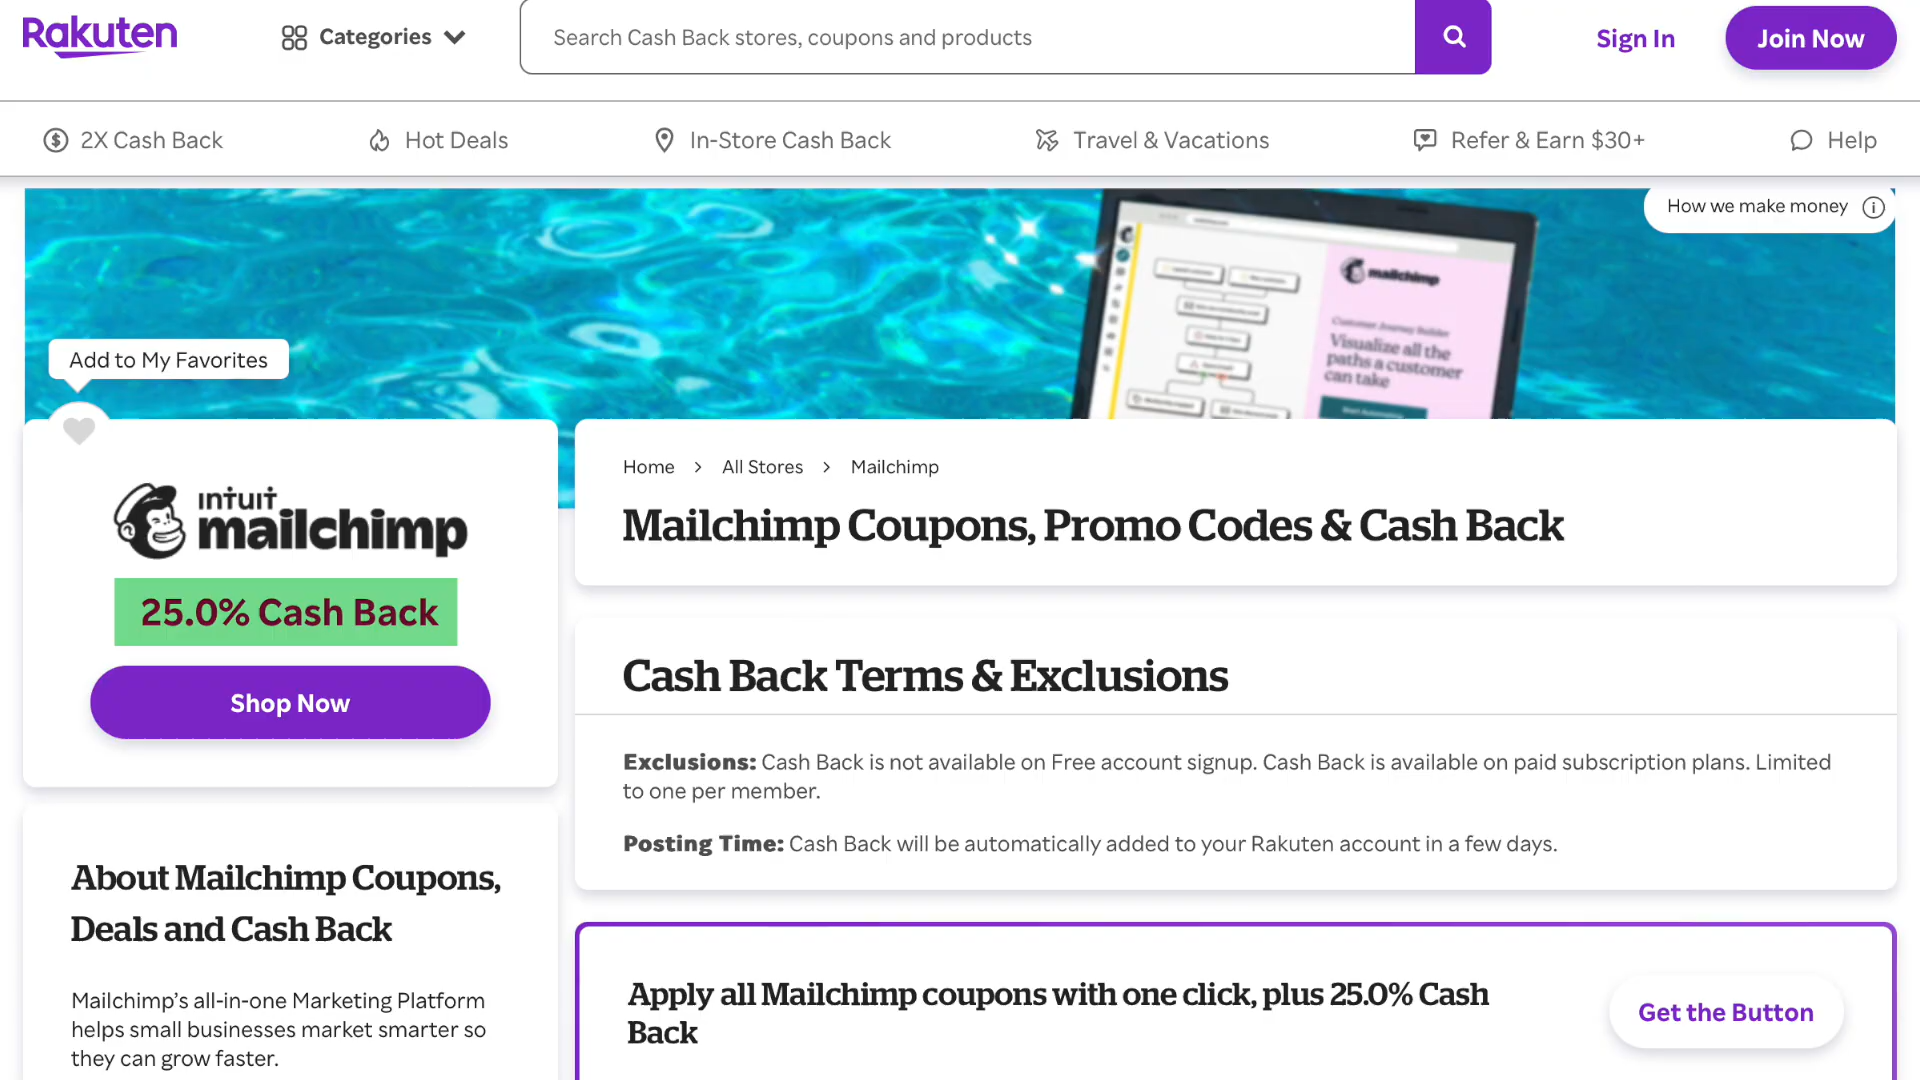 Rakuten
Categories
Search Cash Back stores, coupons and products
Sign In
Join Now
2X Cash Back
Hot Deals
In-Store Cash Back
Travel & Vacations
Refer & Earn $30+
Help
How we make money
mailchimp
Customer Journey Builder
Visualize all the
paths a customer
can take
Start Automating
Add to My Favorites
Home > All Stores > Mailchimp
Mailchimp Coupons, Promo Codes & Cash Back
INTUIT
mailchimp
25.0% Cash Back
Shop Now
Cash Back Terms & Exclusions
Exclusions: Cash Back is not available on Free account signup. Cash Back is available on paid subscription plans. Limited
to one per member.
Posting Time: Cash Back will be automatically added to your Rakuten account in a few days.
About Mailchimp Coupons,
Deals and Cash Back
Mailchimp’s all-in-one Marketing Platform
helps small businesses market smarter so
they can grow faster.
Apply all Mailchimp coupons with one click, plus 25.0% Cash
Back
Get the Button